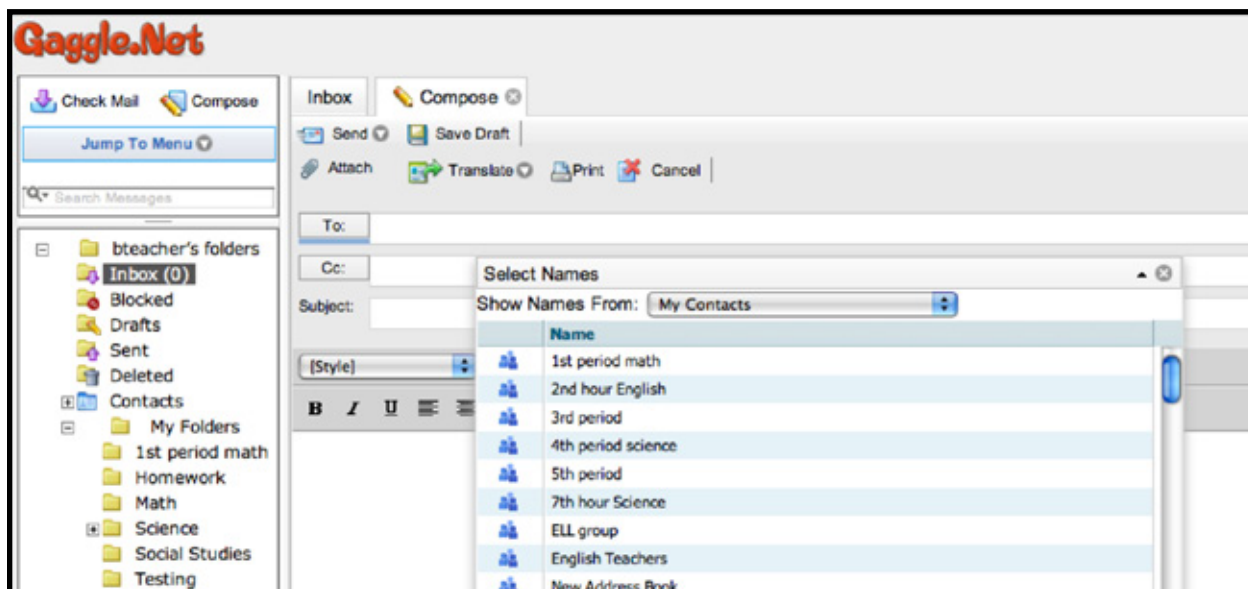 Gaggle.Net
Check Mail Compose
Jump To Menu
Search Messages
bteacher's folders
Inbox (0)
Blocked
Drafts
Sent
Deleted
Contacts
My Folders
1st period math
Homework
Math
Science
Social Studies
Testing
Inbox Compose
Send Save Draft
Attach Translate Print Cancel
To:
Cc:
Subject:
[Style]
B I U
Select Names
Show Names From: My Contacts
Name
1st period math
2nd hour English
3rd period
4th period science
5th period
7th hour Science
ELL group
English Teachers
New Address Book